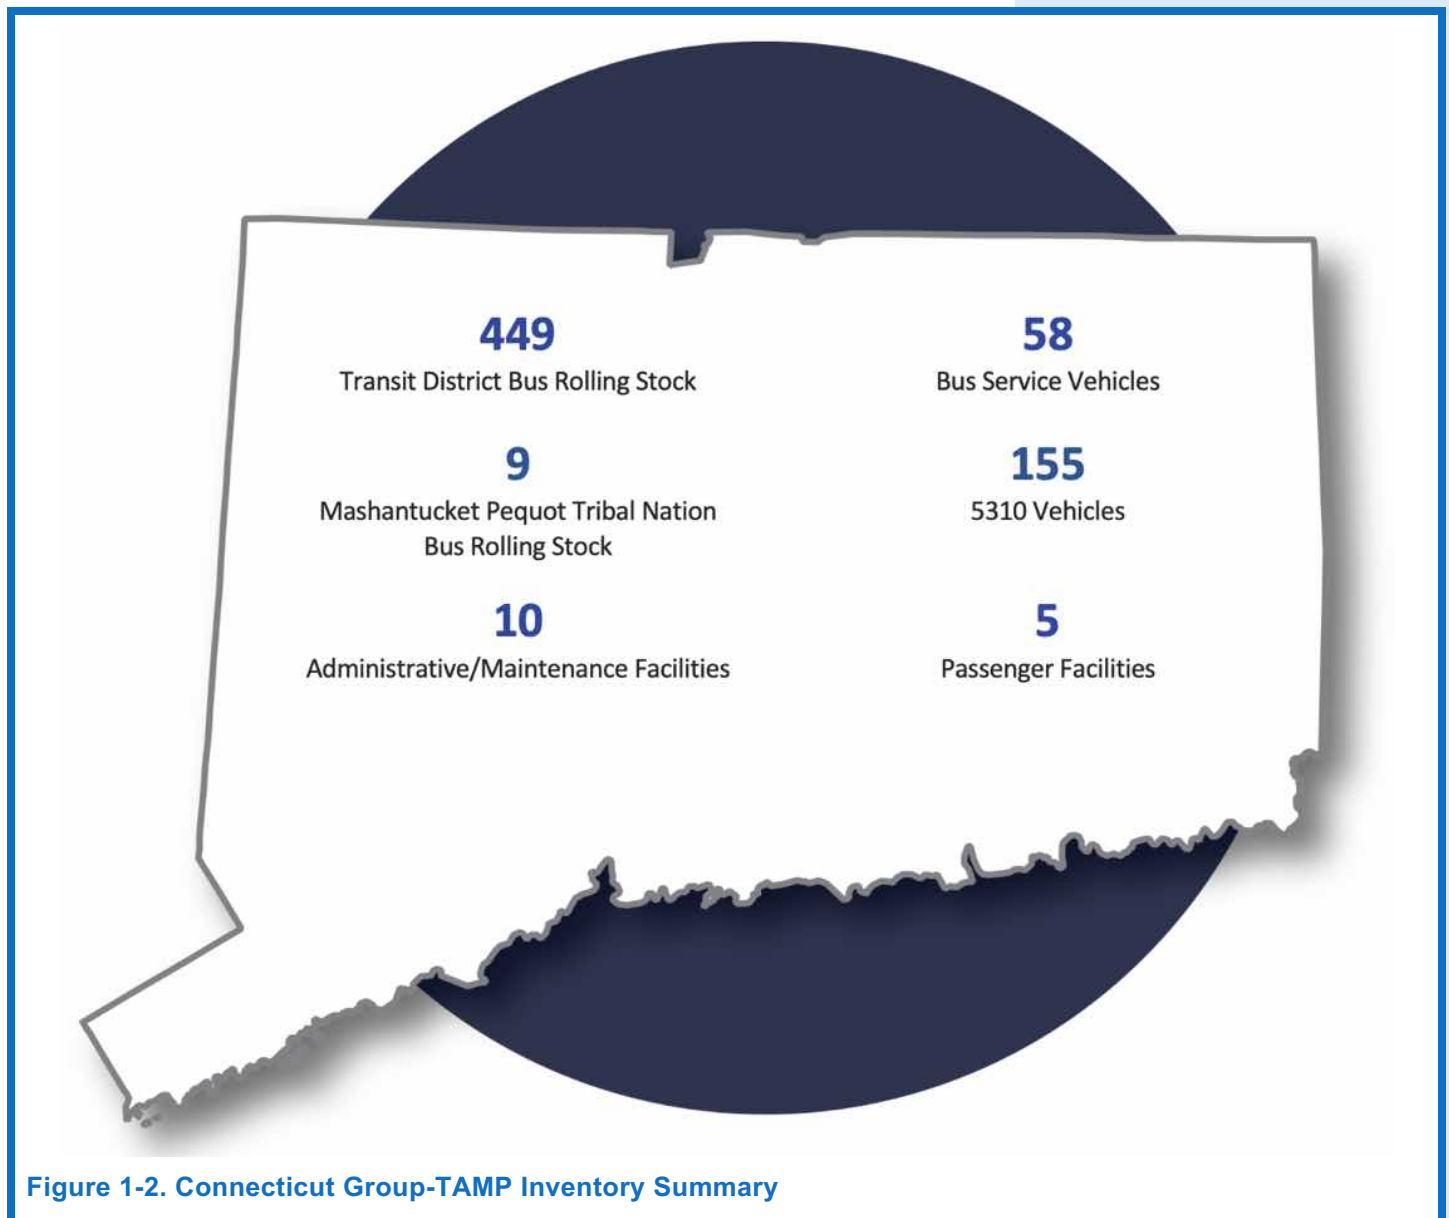 449
Transit District Bus Rolling Stock
58
Bus Service Vehicles
9
Mashantucket Pequot Tribal Nation
Bus Rolling Stock
155
5310 Vehicles
10
Administrative/Maintenance Facilities
5
Passenger Facilities
Figure 1-2. Connecticut Group-TAMP Inventory Summary